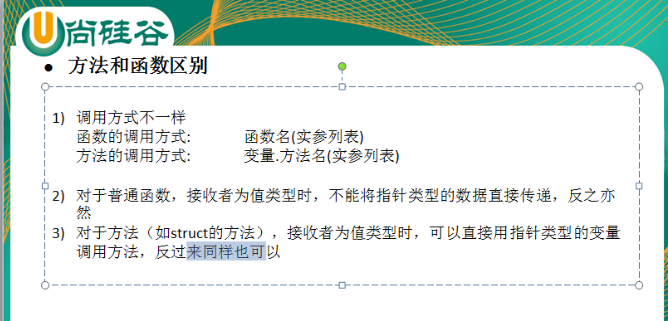 尚硅谷
● 方法和函数区别
1) 调用方式不一样
函数的调用方式: 函数名(实参列表)
方法的调用方式: 变量.方法名(实参列表)
2) 对于普通函数，接收者为值类型时，不能将指针类型的数据直接传递，反之亦
然
3) 对于方法（如struct的方法），接收者为值类型时，可以直接用指针类型的变量
调用方法，反过来同样也可以